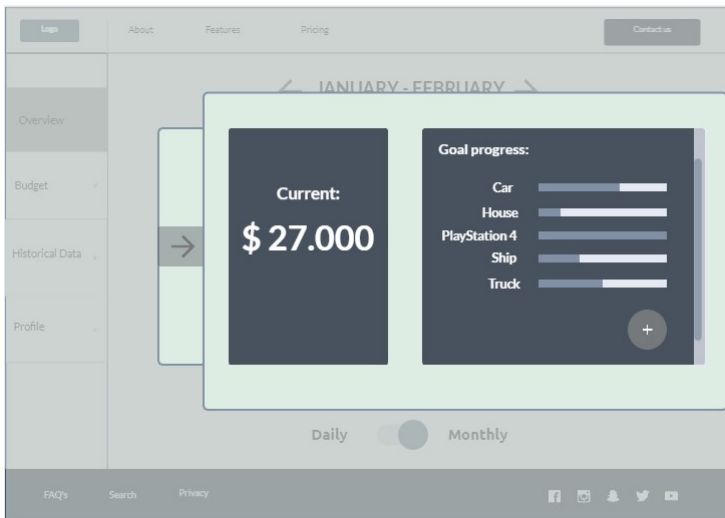 Logo
About
Features
Pricing
Contact us
JANUARY - FEBRUARY
Overview
Budget
Historical Data
Profile
Current:
$ 27.000
Goal progress:
Car
House
PlayStation 4
Ship
Truck
+
Daily
Monthly
FAQ's
Search
Privacy